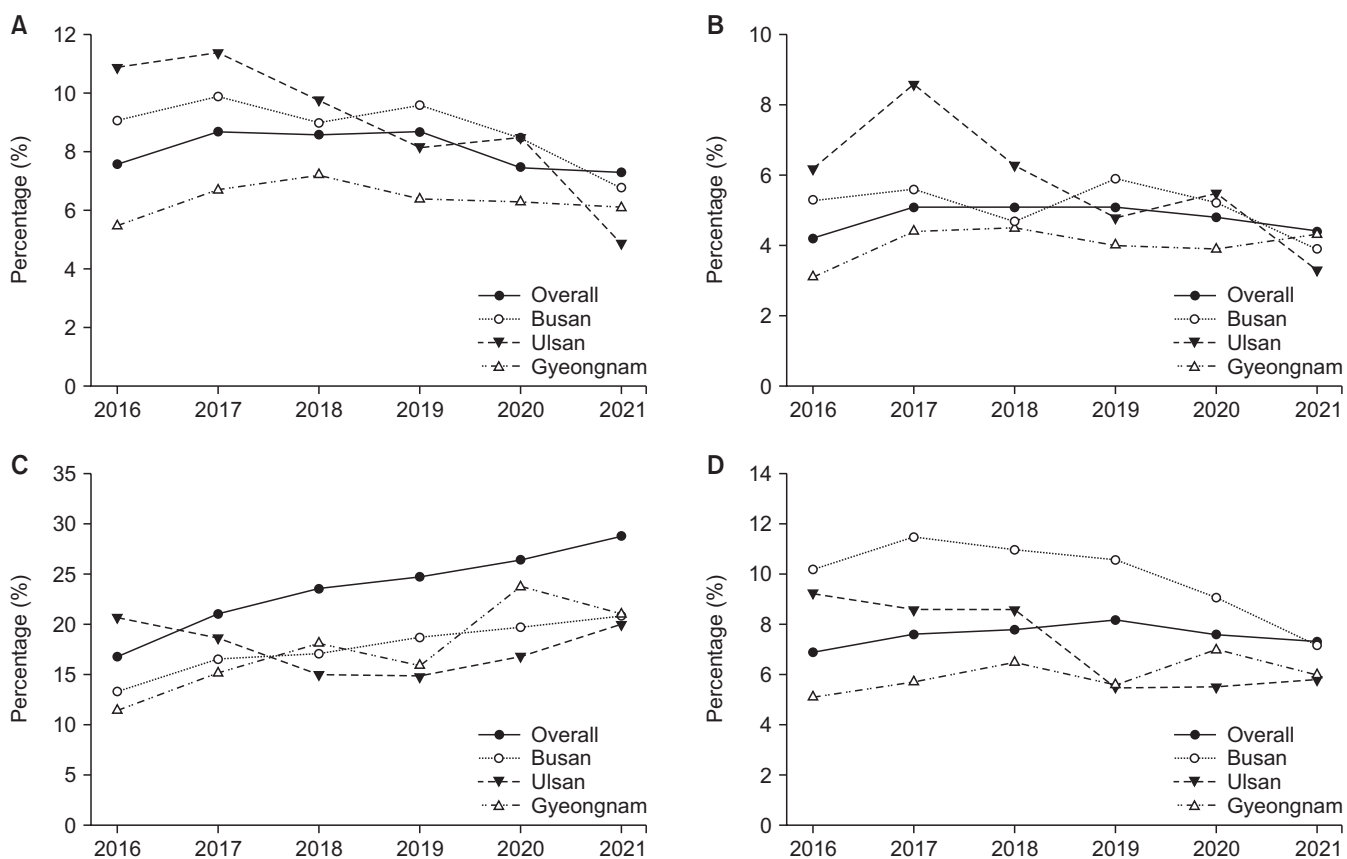 A
Percentage (%)
12
10
8
6
4
2
0
2016 2017 2018 2019 2020 2021
Overall
Busan
Ulsan
Gyeongnam
B
Percentage (%)
10
8
6
4
2
0
2016 2017 2018 2019 2020 2021
Overall
Busan
Ulsan
Gyeongnam
C
Percentage (%)
35
30
25
20
15
10
5
0
2016 2017 2018 2019 2020 2021
Overall
Busan
Ulsan
Gyeongnam
D
Percentage (%)
14
12
10
8
6
4
2
0
2016 2017 2018 2019 2020 2021
Overall
Busan
Ulsan
Gyeongnam